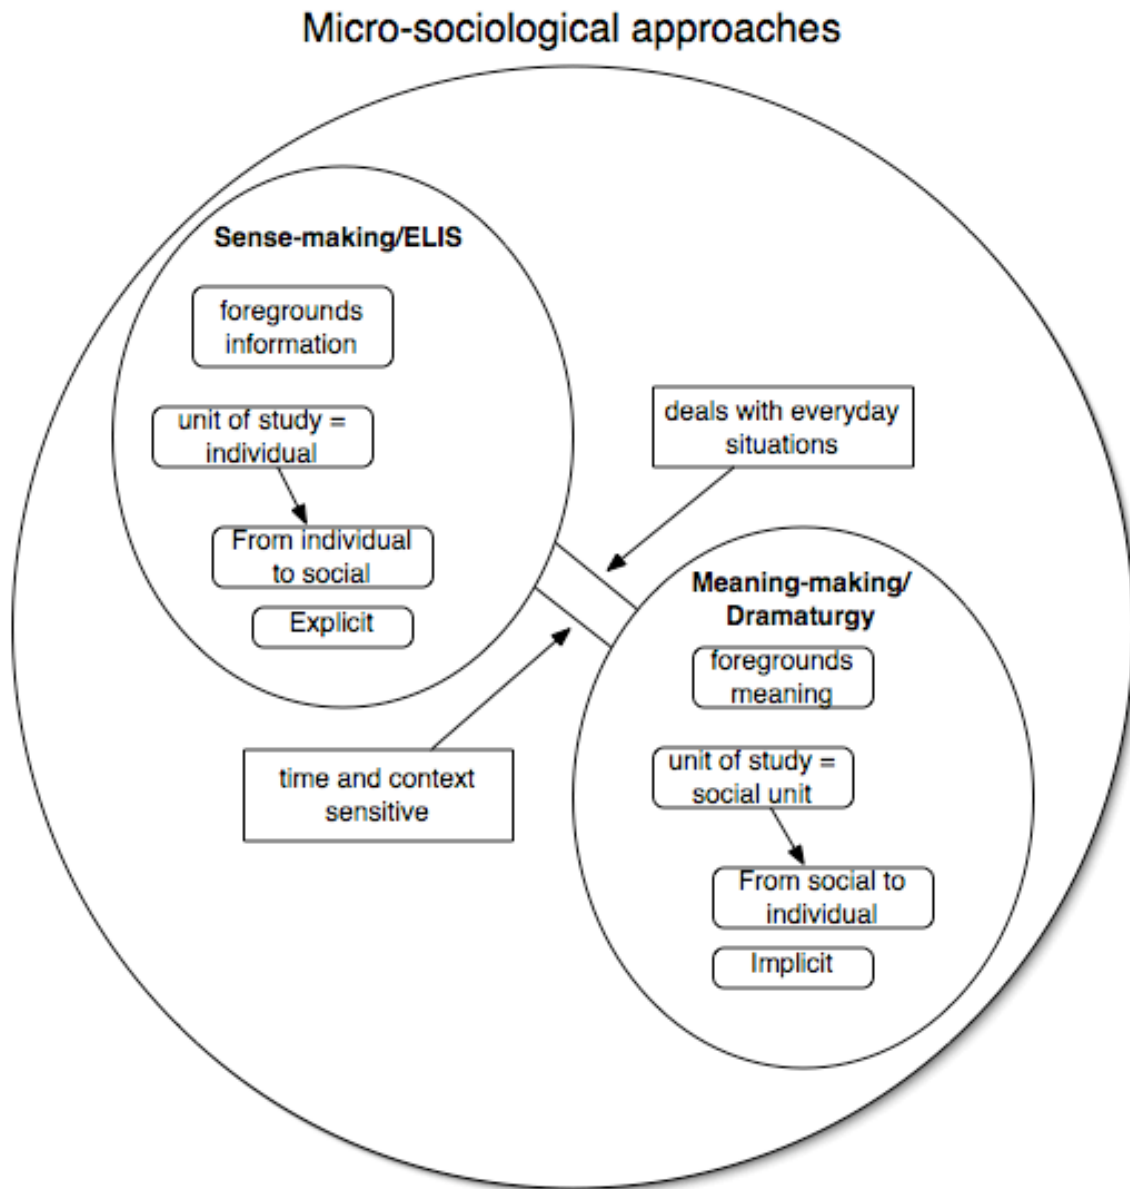 Micro-sociological approaches
Sense-making/ELIS
foregrounds
information
unit of study =
individual
From individual
to social
Explicit
deals with everyday
situations
time and context
sensitive
Meaning-making/
Dramaturgy
foregrounds
meaning
unit of study =
social unit
From social to
individual
Implicit